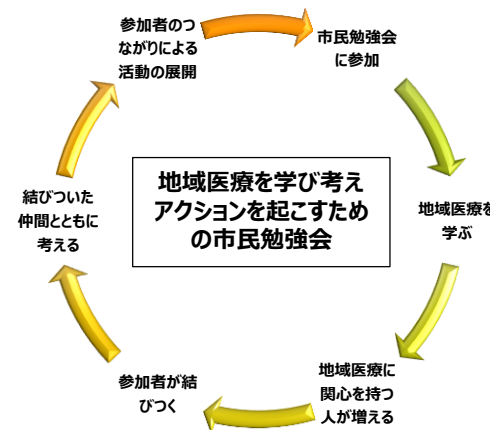 参加者のつ
ながりによる
活動の展開
市民勉強会
に参加
地域医療を
学ぶ
地域医療に
関心を持つ
人が増える
参加者が結
びつく
結びついた
仲間とともに
考える
地域医療を学び考え
アクションを起こすため
の市民勉強会